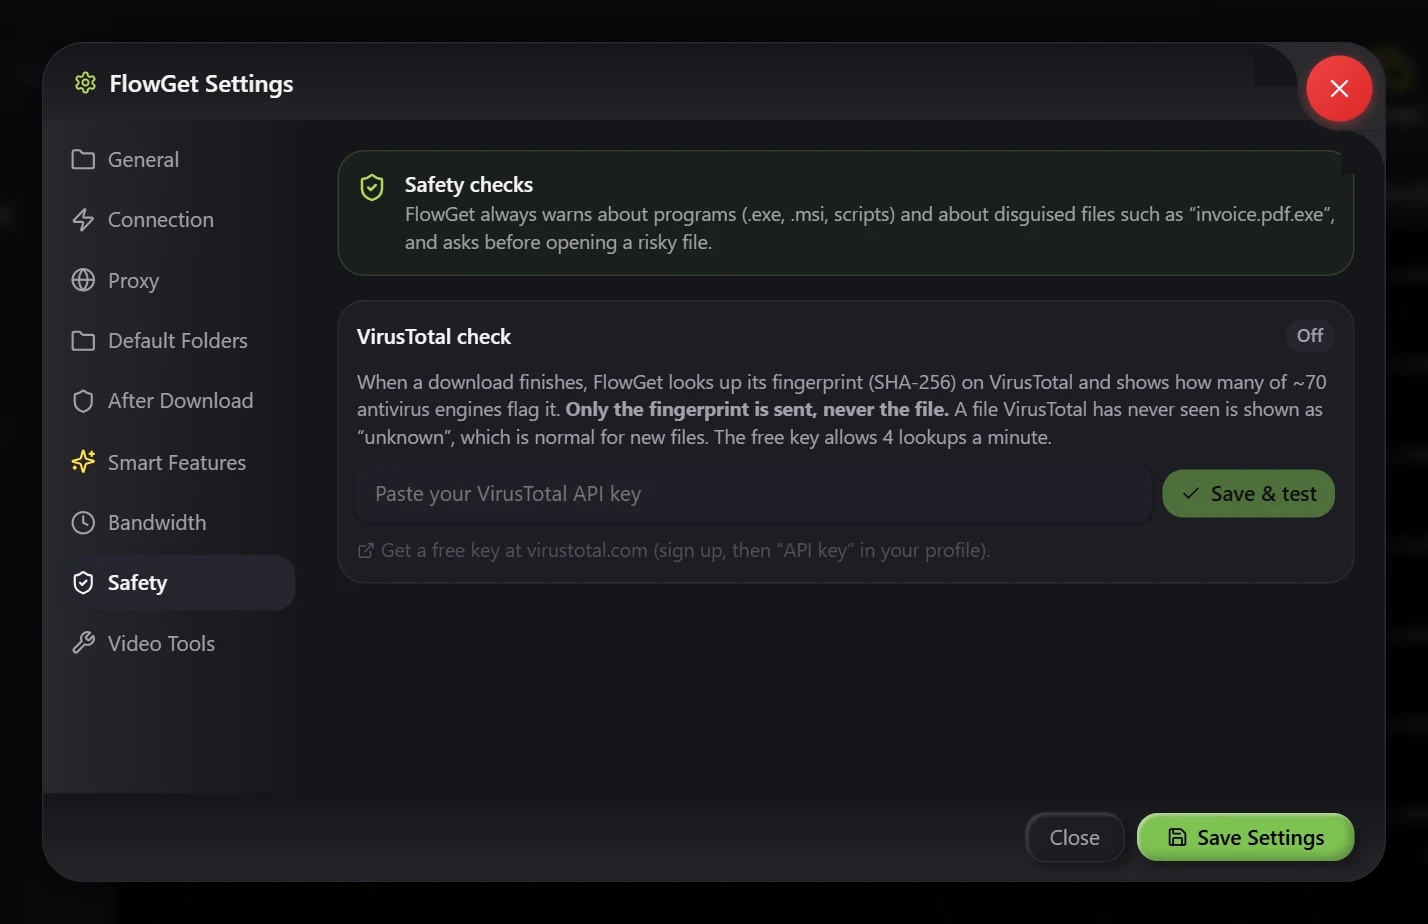 FlowGet Settings
General
Connection
Proxy
Default Folders
After Download
Smart Features
Bandwidth
Safety
Video Tools
Safety checks
FlowGet always warns about programs (.exe, .msi, scripts) and about disguised files such as “invoice.pdf.exe”,
and asks before opening a risky file.
VirusTotal check
Off
When a download finishes, FlowGet looks up its fingerprint (SHA-256) on VirusTotal and shows how many of ~70
antivirus engines flag it. Only the fingerprint is sent, never the file. A file VirusTotal has never seen is shown as
“unknown”, which is normal for new files. The free key allows 4 lookups a minute.
Paste your VirusTotal API key
Save & test
Get a free key at virustotal.com (sign up, then “API key” in your profile).
Close
Save Settings